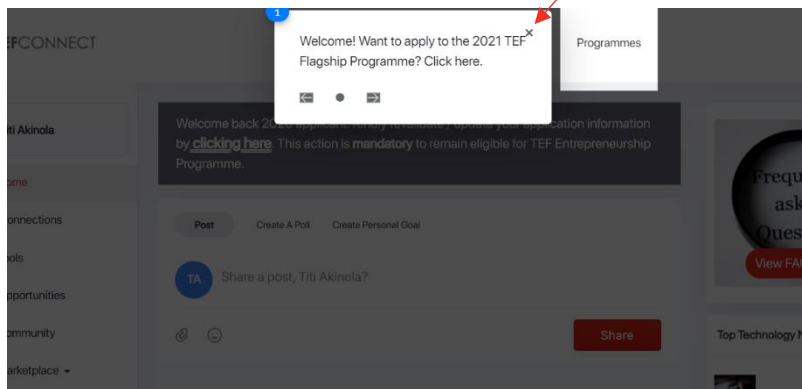 1
Welcome! Want to apply to the 2021 TEF
Flagship Programme? Click here.
×
Programmes
EFCONNECT
iti Akinola
Welcome back 2020 applicant. Kindly revalidate / update your application information
by clicking here. This action is mandatory to remain eligible for TEF Entrepreneurship
Programme.
ome
onnections
ools
pportunities
ommunity
arketplace
Post Create A Poll Create Personal Goal
TA Share a post, Titi Akinola?
Share
Frequ
ask
Ques
View FA
Top Technology N